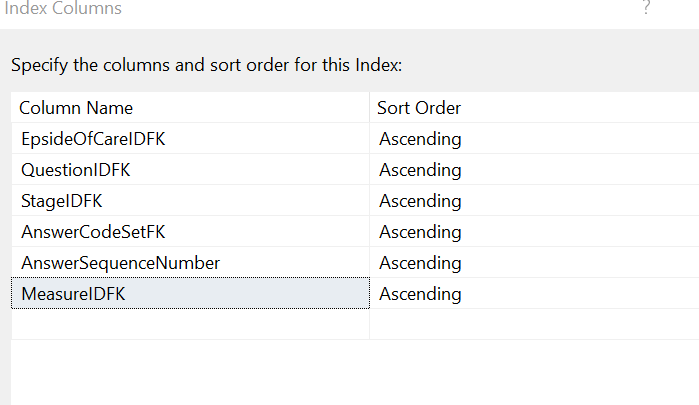 Index Columns ?
Specify the columns and sort order for this Index:
Column Name Sort Order
EpsideOfCareIDFK Ascending
QuestionIDFK Ascending
StageIDFK Ascending
AnswerCodeSetFK Ascending
AnswerSequenceNumber Ascending
MeasureIDFK Ascending